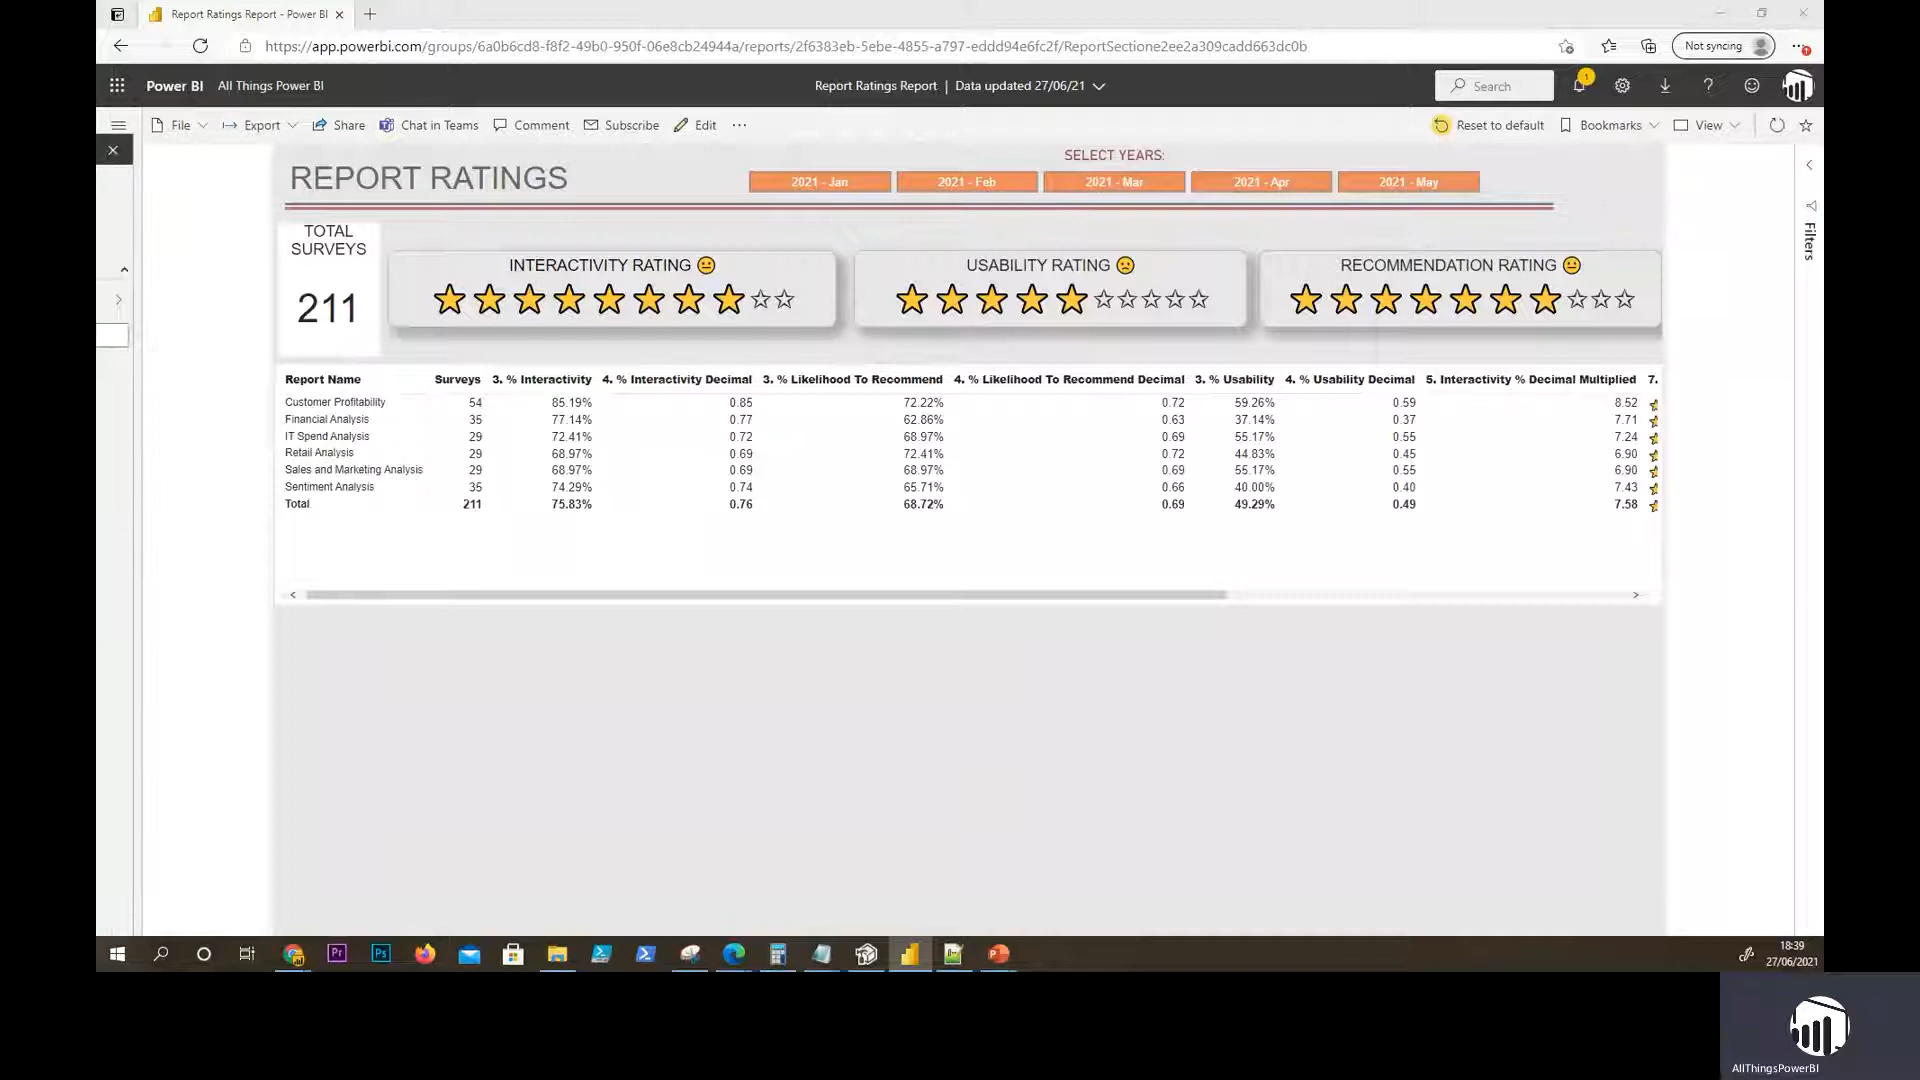 Report Ratings Report - Power BI
https://app.powerbi.com/groups/6a0b6cd8-f8f2-49b0-950f-06e8cb24944a/reports/2f6383eb-5ebe-4855-a797-eddd94e6fc2f/ReportSectione2ee2a309cadd663dc0b
Not syncing
Power BI All Things Power BI
Report Ratings Report | Data updated 27/06/21
Search
1
File Export Share Chat in Teams Comment Subscribe Edit ...
Reset to default Bookmarks View
REPORT RATINGS
SELECT YEARS:
2021 - Jan 2021 - Feb 2021 - Mar 2021 - Apr 2021 - May
Filters
TOTAL
SURVEYS
211
INTERACTIVITY RATING 😐
USABILITY RATING 🙁
RECOMMENDATION RATING 😐
Report Name Surveys 3. % Interactivity 4. % Interactivity Decimal 3. % Likelihood To Recommend 4. % Likelihood To Recommend Decimal 3. % Usability 4. % Usability Decimal 5. Interactivity % Decimal Multiplied 7.
Customer Profitability 54 85.19% 0.85 72.22% 0.72 59.26% 0.59 8.52
Financial Analysis 35 77.14% 0.77 62.86% 0.63 37.14% 0.37 7.71
IT Spend Analysis 29 72.41% 0.72 68.97% 0.69 55.17% 0.55 7.24
Retail Analysis 29 68.97% 0.69 72.41% 0.72 44.83% 0.45 6.90
Sales and Marketing Analysis 29 68.97% 0.69 68.97% 0.69 55.17% 0.55 6.90
Sentiment Analysis 35 74.29% 0.74 65.71% 0.66 40.00% 0.40 7.43
Total 211 75.83% 0.76 68.72% 0.69 49.29% 0.49 7.58
Pr
Ps
18:39
27/06/2021
AllThingsPowerBI